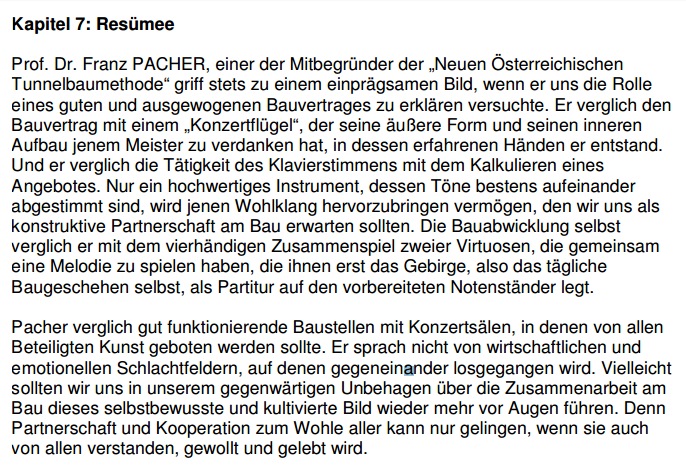 Kapitel 7: Resümee
Prof. Dr. Franz PACHER, einer der Mitbegründer der „Neuen Österreichischen
Tunnelbaumethode“ griff stets zu einem einprägsamen Bild, wenn er uns die Rolle
eines guten und ausgewogenen Bauvertrages zu erklären versuchte. Er verglich den
Bauvertrag mit einem „Konzertflügel“, der seine äußere Form und seinen inneren
Aufbau jenem Meister zu verdanken hat, in dessen erfahrenen Händen er entstand.
Und er verglich die Tätigkeit des Klavierstimmens mit dem Kalkulieren eines
Angebotes. Nur ein hochwertiges Instrument, dessen Töne bestens aufeinander
abgestimmt sind, wird jenen Wohlklang hervorzubringen vermögen, den wir uns als
konstruktive Partnerschaft am Bau erwarten sollten. Die Bauabwicklung selbst
verglich er mit dem vierhändigen Zusammenspiel zweier Virtuosen, die gemeinsam
eine Melodie zu spielen haben, die ihnen erst das Gebirge, also das tägliche
Baugeschehen selbst, als Partitur auf den vorbereiteten Notenständer legt.
Pacher verglich gut funktionierende Baustellen mit Konzertsälen, in denen von allen
Beteiligten Kunst geboten werden sollte. Er sprach nicht von wirtschaftlichen und
emotionellen Schlachtfeldern, auf denen gegeneinander losgegangen wird. Vielleicht
sollten wir uns in unserem gegenwärtigen Unbehagen über die Zusammenarbeit am
Bau dieses selbstbewusste und kultivierte Bild wieder mehr vor Augen führen. Denn
Partnerschaft und Kooperation zum Wohle aller kann nur gelingen, wenn sie auch
von allen verstanden, gewollt und gelebt wird.